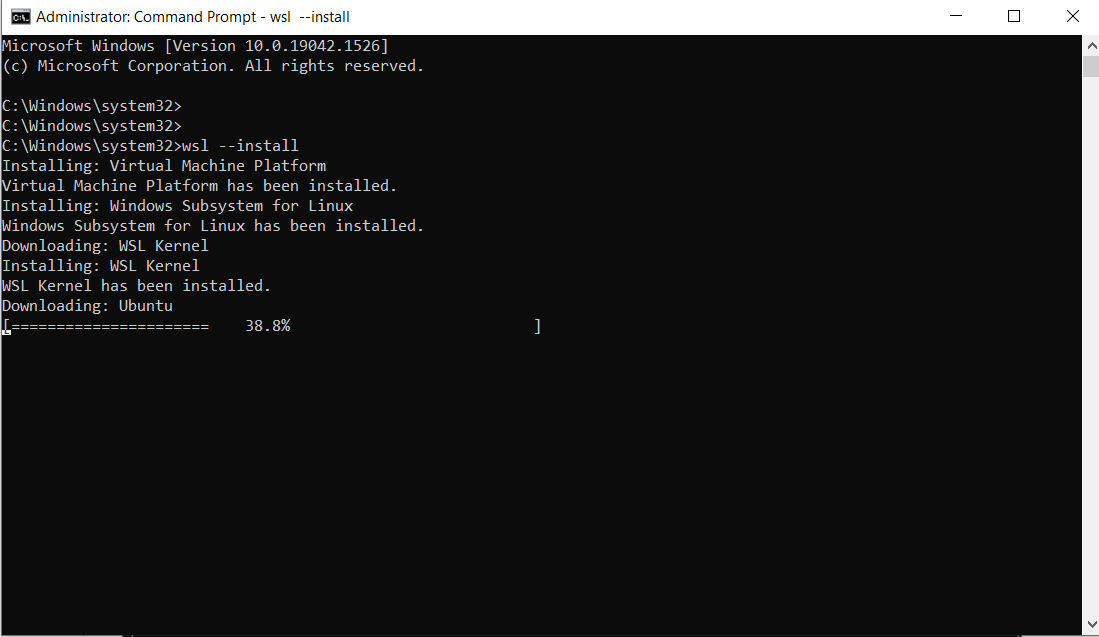 Administrator: Command Prompt - wsl  --install
Microsoft Windows [Version 10.0.19042.1526]
(c) Microsoft Corporation. All rights reserved.
C:\Windows\system32>
C:\Windows\system32>
C:\Windows\system32>wsl --install
Installing: Virtual Machine Platform
Virtual Machine Platform has been installed.
Installing: Windows Subsystem for Linux
Windows Subsystem for Linux has been installed.
Downloading: WSL Kernel
Installing: WSL Kernel
WSL Kernel has been installed.
Downloading: Ubuntu
[======================    38.8%                           ]